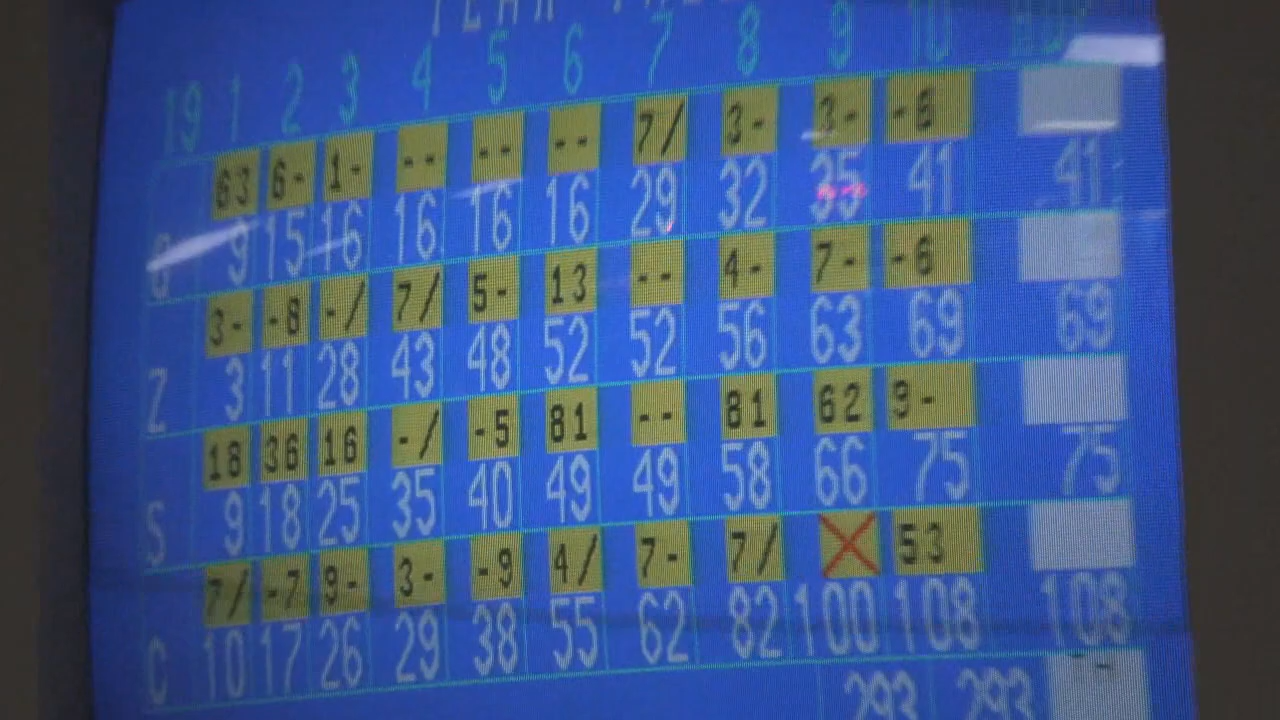 19 1 2 3 4 5 6 7 8 9 10
63 6- 1- -- -- -- 7/ 3- 3- -6
9 15 16 16 16 16 29 32 35 41 41
3- -8 -/ 7/ 5- 13 -- 4- 7- -6
Z 3 11 28 43 48 52 52 56 63 69 69
18 36 16 -/ -5 81 -- 81 62 9-
S 9 18 25 35 40 49 49 58 66 75 75
7/ -7 9- 3- -9 4/ 7- 7/ X 53
C 10 17 26 29 38 55 62 82 100 108 108
293 293